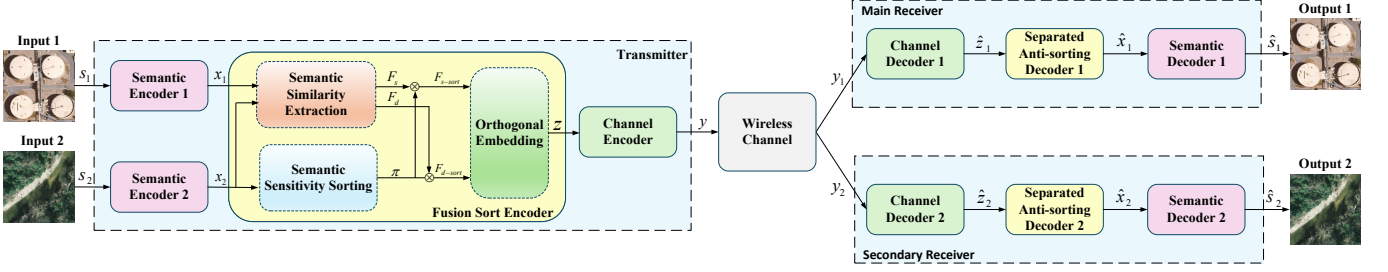 Input 1
s₁
Input 2
s₂
Transmitter
Semantic
Encoder 1
x₁
Semantic
Encoder 2
x₂
Semantic
Similarity
Extraction
Semantic
Sensitivity Sorting
Fₛ
F_d
π
F_{s-sort}
F_{d-sort}
Orthogonal
Embedding
Fusion Sort Encoder
z
Channel
Encoder
y
Wireless
Channel
y₁
y₂
Main Receiver
Channel
Decoder 1
ẑ₁
Separated
Anti-sorting
Decoder 1
x̂₁
Semantic
Decoder 1
ŝ₁
Output 1
Channel
Decoder 2
ẑ₂
Separated
Anti-sorting
Decoder 2
x̂₂
Semantic
Decoder 2
ŝ₂
Output 2
Secondary Receiver